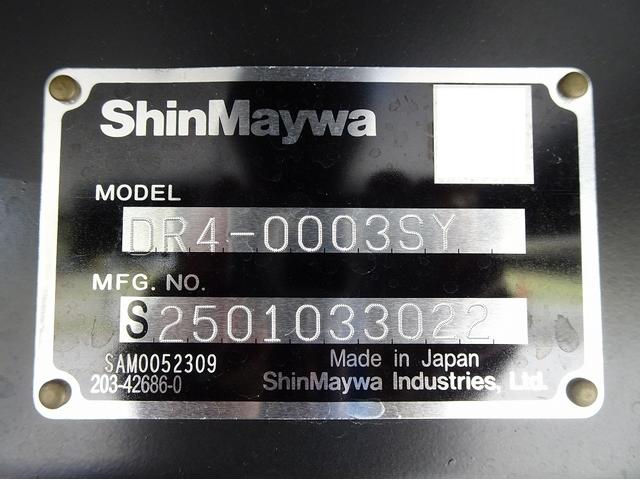 ShinMaywa
MODEL
DR4-0003SY
MFG. NO.
S2501033022
SAM0052309
203-42686-0
Made in Japan
ShinMaywa Industries, Ltd.